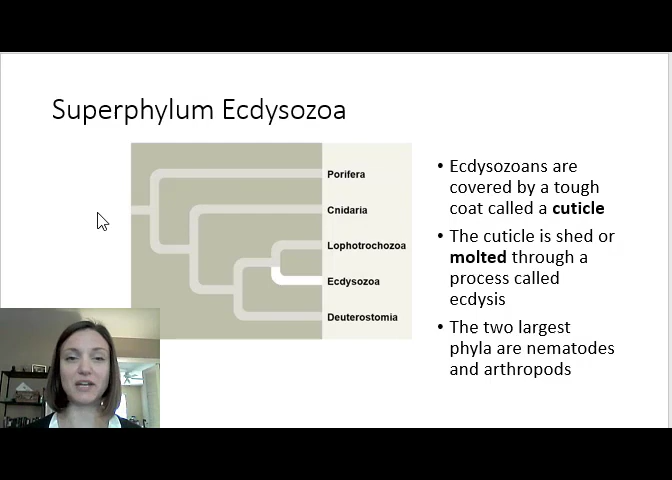 Superphylum Ecdysozoa
Porifera
Cnidaria
Lophotrochozoa
Ecdysozoa
Deuterostomia
• Ecdysozoans are
covered by a tough
coat called a cuticle
• The cuticle is shed or
molted through a
process called
ecdysis
• The two largest
phyla are nematodes
and arthropods